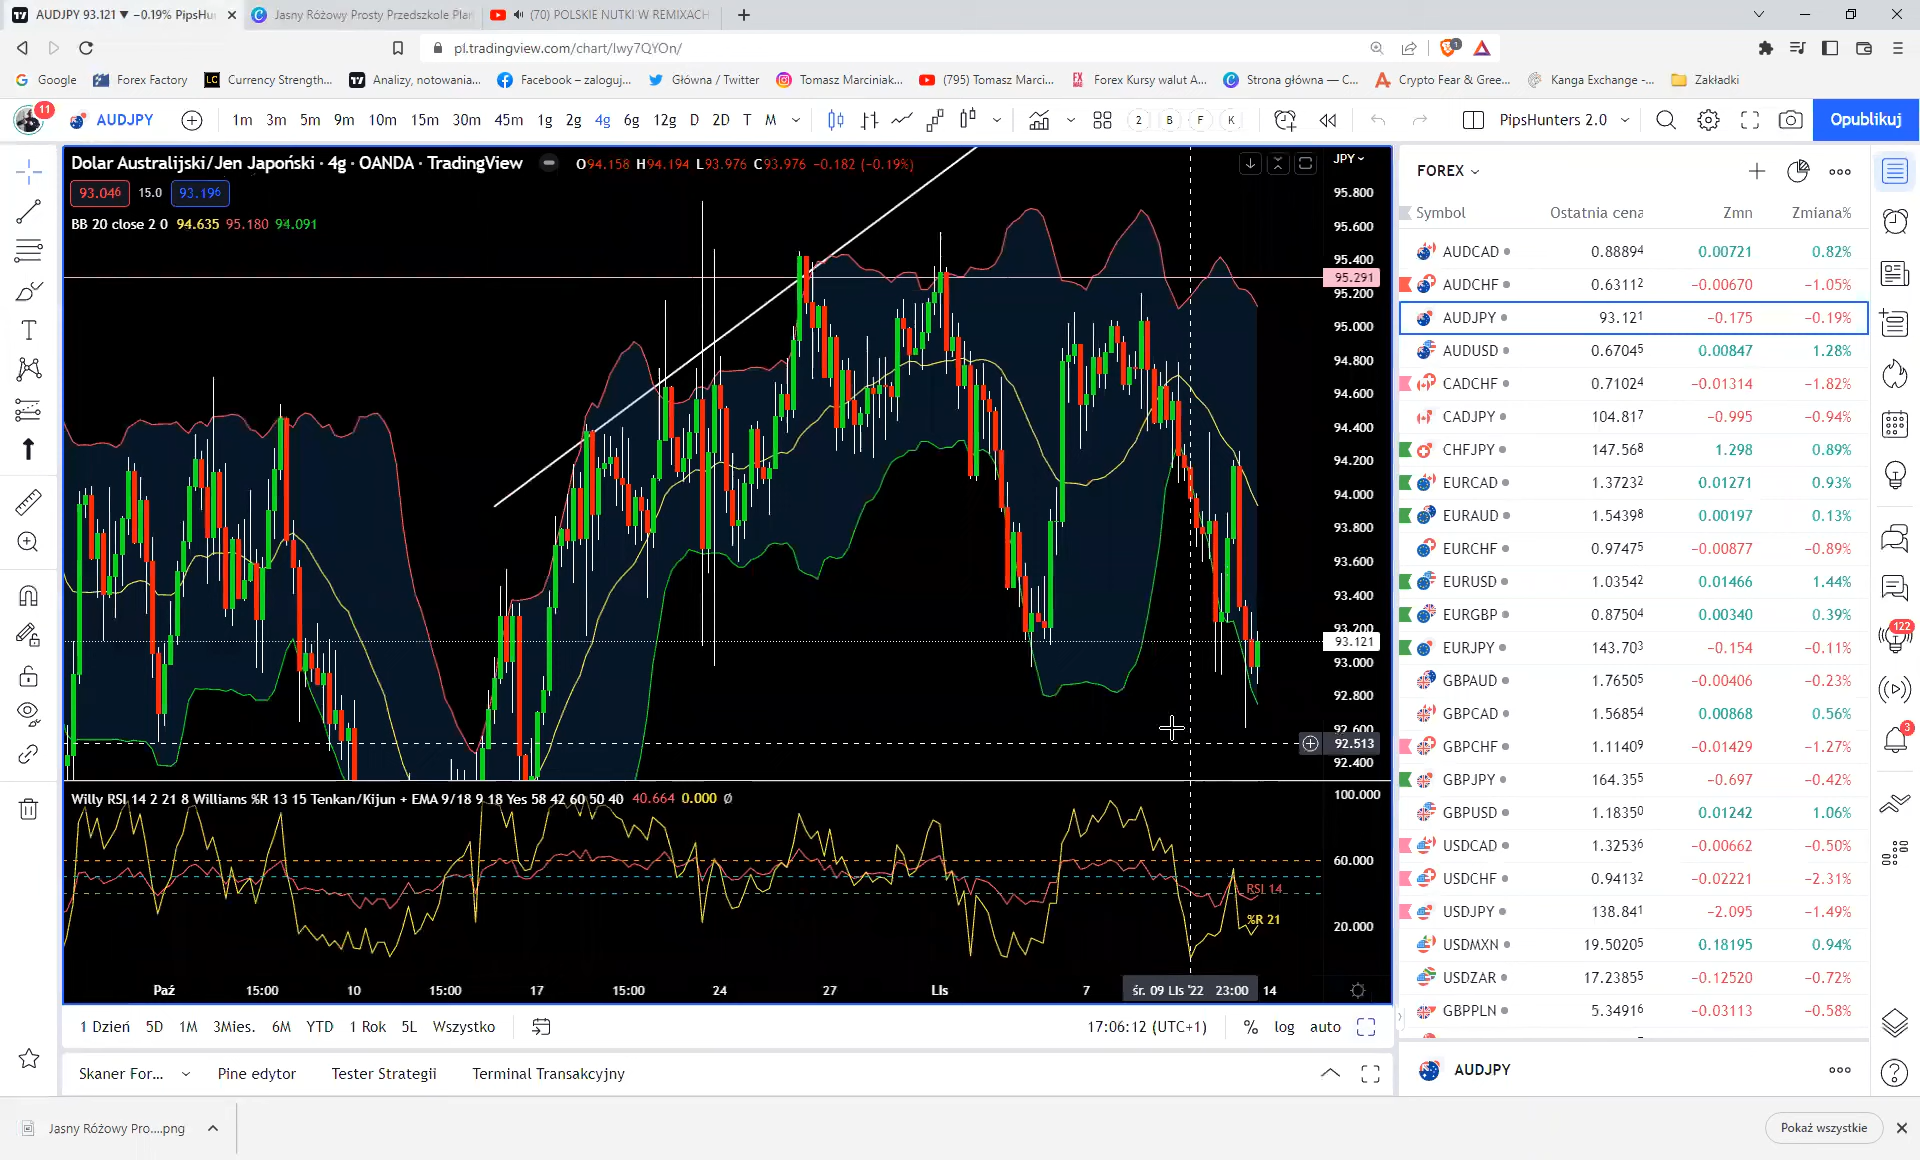 AUDJPY 93.121 ▼ −0.19% PipsHun
Jasny Różowy Prosty Przedszkole Plan
(70) POLSKIE NUTKI W REMIXACH
pl.tradingview.com/chart/lwy7QYOn/
1
Google
Forex Factory
Currency Strength...
Analizy, notowania...
Facebook – zaloguj...
Główna / Twitter
Tomasz Marciniak...
(795) Tomasz Marci...
Forex Kursy walut A...
Strona główna — C...
Crypto Fear & Gree...
Kanga Exchange -...
Zakładki
11
AUDJPY
1m 3m 5m 9m 10m 15m 30m 45m 1g 2g 4g 6g 12g D 2D T M
2 B F K
PipsHunters 2.0
Opublikuj
Dolar Australijski/Jen Japoński · 4g · OANDA · TradingView
O94.158 H94.194 L93.976 C93.976 −0.182 (−0.19%)
93.046 15.0 93.196
BB 20 close 2 0 94.635 95.180 94.091
JPY
95.800
95.600
95.400
95.291
95.200
95.000
94.800
94.600
94.400
94.200
94.000
93.800
93.600
93.400
93.200
93.121
93.000
92.800
92.600
92.513
92.400
Willy RSI 14 2 21 8 Williams %R 13 15 Tenkan/Kijun + EMA 9/18 9 18 Yes 58 42 60 50 40 40.664 0.000 Ø
100.000
60.000
RSI 14
%R 21
20.000
Paź 15:00 10 15:00 17 15:00 24 27 Lis 7 śr. 09 Lis '22 23:00 14
1 Dzień 5D 1M 3Mies. 6M YTD 1 Rok 5L Wszystko
17:06:12 (UTC+1) % log auto
Skaner For... Pine edytor Tester Strategii Terminal Transakcyjny
FOREX
Symbol Ostatnia cena Zmn Zmiana%
AUDCAD 0.88894 0.00721 0.82%
AUDCHF 0.63112 −0.00670 −1.05%
AUDJPY 93.121 −0.175 −0.19%
AUDUSD 0.67045 0.00847 1.28%
CADCHF 0.71024 −0.01314 −1.82%
CADJPY 104.817 −0.995 −0.94%
CHFJPY 147.568 1.298 0.89%
EURCAD 1.37232 0.01271 0.93%
EURAUD 1.54398 0.00197 0.13%
EURCHF 0.97475 −0.00877 −0.89%
EURUSD 1.03542 0.01466 1.44%
EURGBP 0.87504 0.00340 0.39%
EURJPY 143.703 −0.154 −0.11%
GBPAUD 1.76505 −0.00406 −0.23%
GBPCAD 1.56854 0.00868 0.56%
GBPCHF 1.11409 −0.01429 −1.27%
GBPJPY 164.355 −0.697 −0.42%
GBPUSD 1.18350 0.01242 1.06%
USDCAD 1.32536 −0.00662 −0.50%
USDCHF 0.94132 −0.02221 −2.31%
USDJPY 138.841 −2.095 −1.49%
USDMXN 19.50205 0.18195 0.94%
USDZAR 17.23855 −0.12520 −0.72%
GBPPLN 5.34916 −0.03113 −0.58%
AUDJPY
122
3
Jasny Różowy Pro....png
Pokaż wszystkie